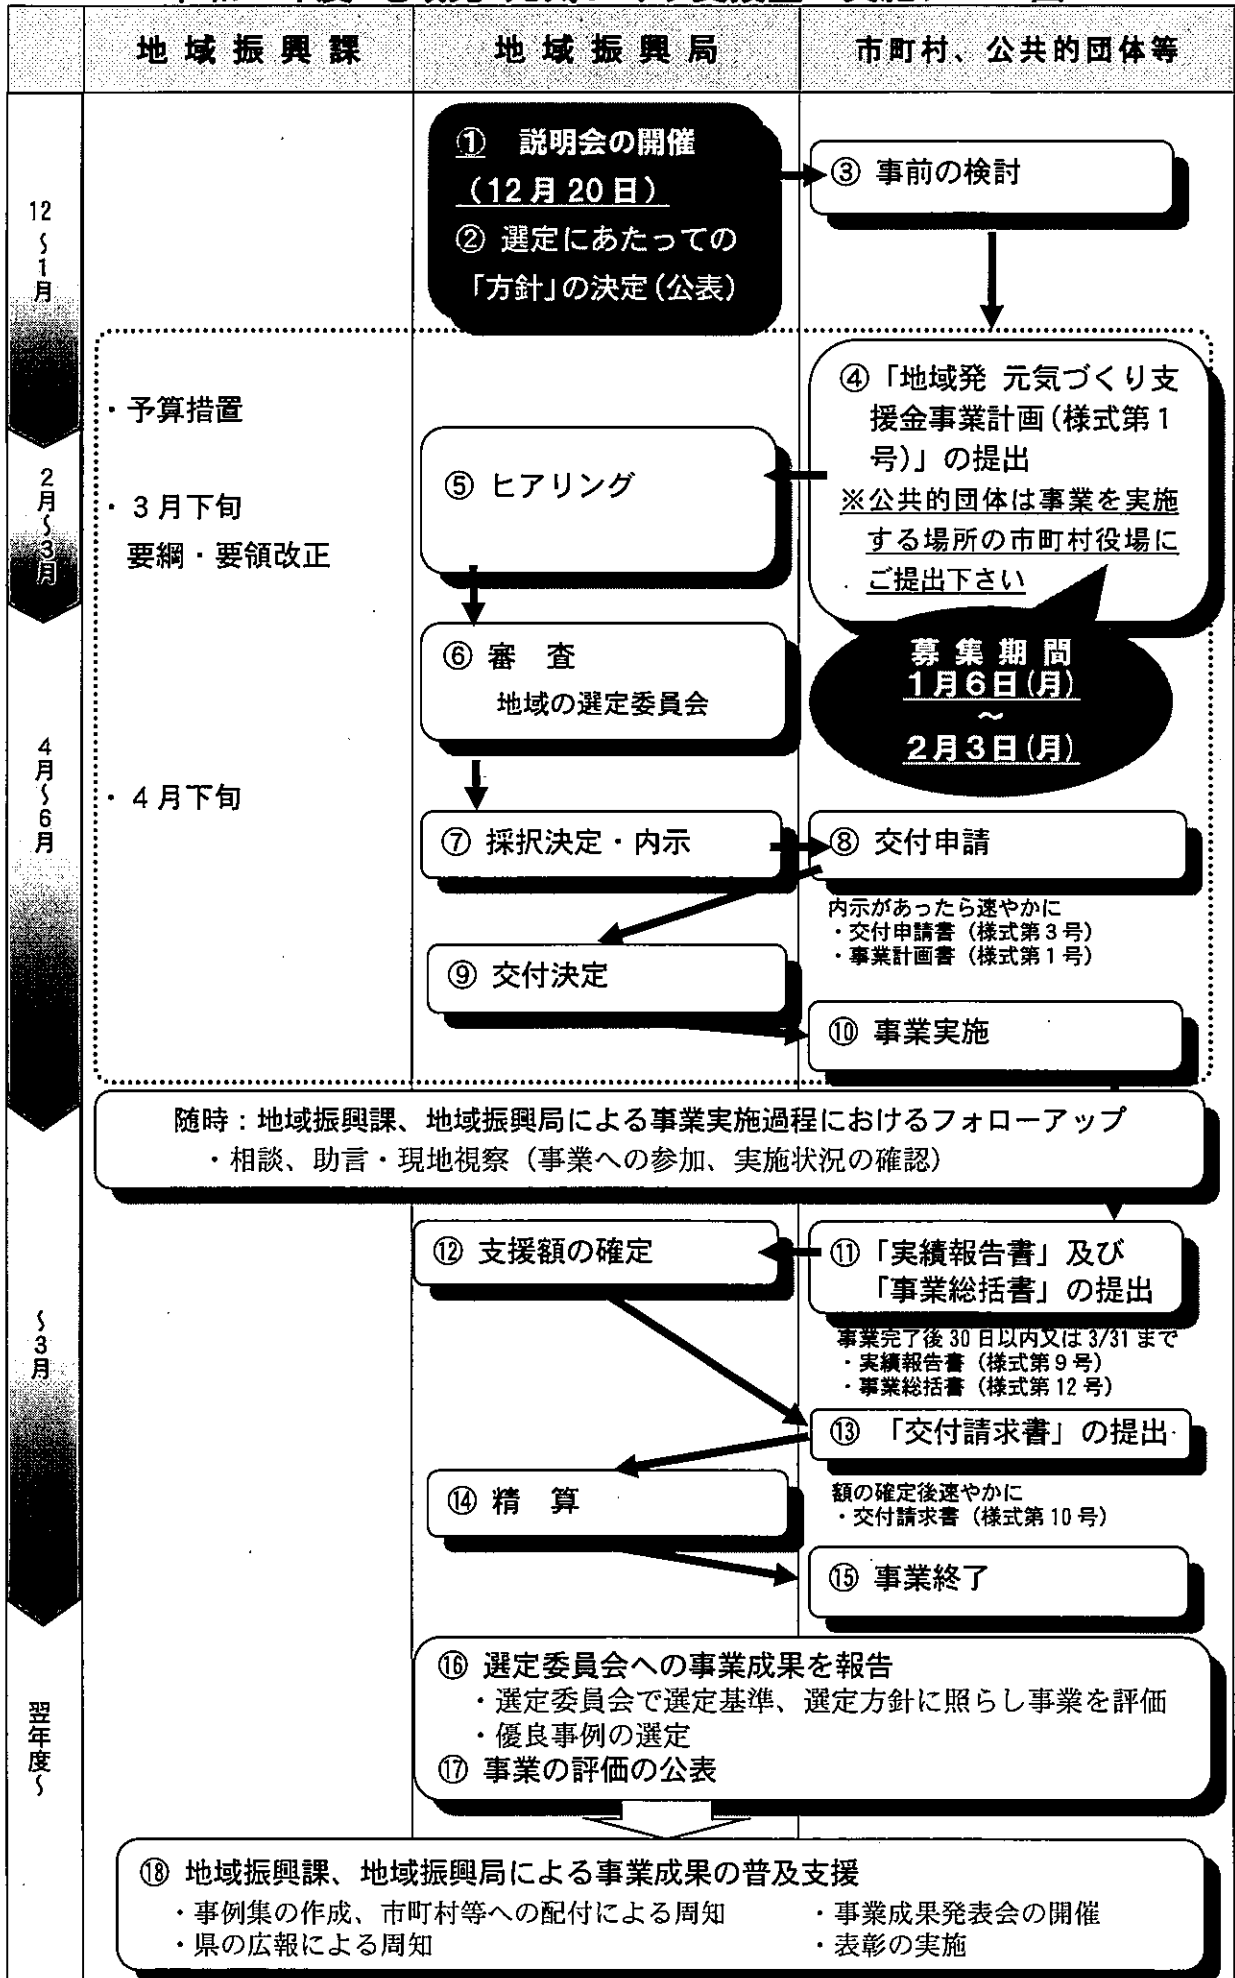 地域振興課
地域振興局
市町村、公共的団体等
12～1月
① 説明会の開催
（12月20日）
② 選定にあたっての
「方針」の決定（公表）
③ 事前の検討
・予算措置
・3月下旬
要綱・要領改正
④「地域発 元気づくり支
援金事業計画（様式第1
号）」の提出
※公共的団体は事業を実施
する場所の市町村役場に
ご提出下さい
2月～3月
⑤ ヒアリング
募集期間
1月6日（月）
～
2月3日（月）
⑥ 審　査
地域の選定委員会
4月～6月
・4月下旬
⑦ 採択決定・内示
⑧ 交付申請
内示があったら速やかに
・交付申請書（様式第3号）
・事業計画書（様式第1号）
⑨ 交付決定
⑩ 事業実施
随時：地域振興課、地域振興局による事業実施過程におけるフォローアップ
・相談、助言・現地視察（事業への参加、実施状況の確認）
～3月
⑫ 支援額の確定
⑪「実績報告書」及び
「事業総括書」の提出
事業完了後30日以内又は3/31まで
・実績報告書（様式第9号）
・事業総括書（様式第12号）
⑬ 「交付請求書」の提出
額の確定後速やかに
・交付請求書（様式第10号）
⑭ 精　算
⑮ 事業終了
翌年度～
⑯ 選定委員会への事業成果を報告
・選定委員会で選定基準、選定方針に照らし事業を評価
・優良事例の選定
⑰ 事業の評価の公表
⑱ 地域振興課、地域振興局による事業成果の普及支援
・事例集の作成、市町村等への配付による周知
・事業成果発表会の開催
・県の広報による周知
・表彰の実施